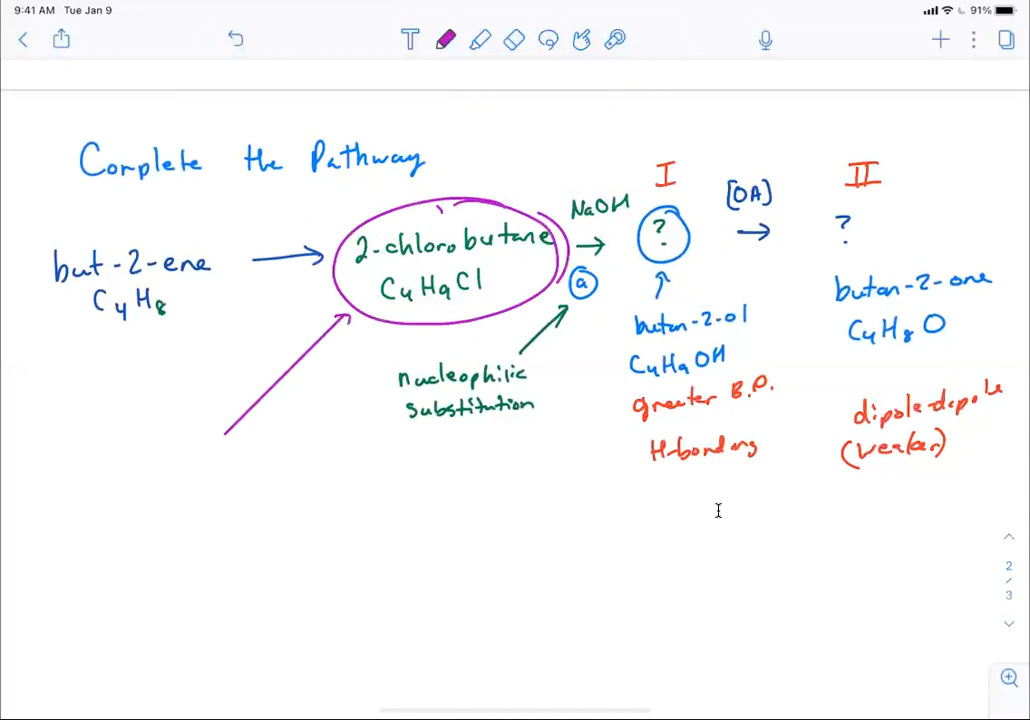 9:41 AM Tue Jan 9
91%
T
Complete the Pathway
but-2-ene
C4H8
2-chlorobutane
C4H9Cl
NaOH
a
nucleophilic
substitution
I
?
butan-2-ol
C4H9OH
greater B.P.
H-bonding
[OA]
II
?
butan-2-one
C4H8O
dipole-dipole
(weaker)
2
/
3